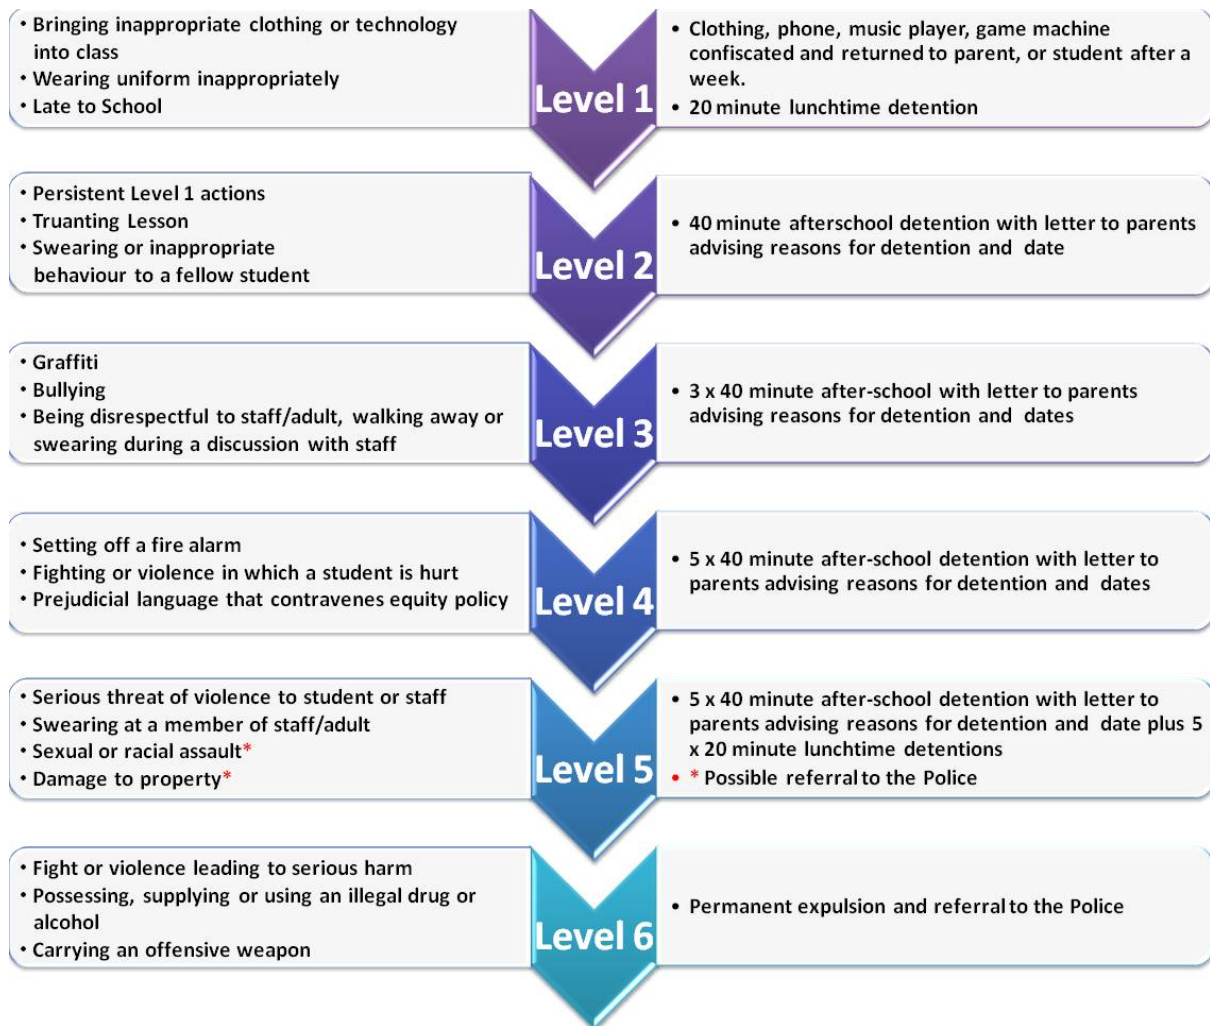 • Bringing inappropriate clothing or technology
into class
• Wearing uniform inappropriately
• Late to School
Level 1
• Clothing, phone, music player, game machine
confiscated and returned to parent, or student after a
week.
• 20 minute lunchtime detention
• Persistent Level 1 actions
• Truanting Lesson
• Swearing or inappropriate
behaviour to a fellow student
Level 2
• 40 minute afterschool detention with letter to parents
advising reasons for detention and date
• Graffiti
• Bullying
• Being disrespectful to staff/adult, walking away or
swearing during a discussion with staff
Level 3
• 3 x 40 minute after-school with letter to parents
advising reasons for detention and dates
• Setting off a fire alarm
• Fighting or violence in which a student is hurt
• Prejudicial language that contravenes equity policy
Level 4
• 5 x 40 minute after-school detention with letter to
parents advising reasons for detention and dates
• Serious threat of violence to student or staff
• Swearing at a member of staff/adult
• Sexual or racial assault*
• Damage to property*
Level 5
• 5 x 40 minute after-school detention with letter to
parents advising reasons for detention and date plus 5
x 20 minute lunchtime detentions
• * Possible referral to the Police
• Fight or violence leading to serious harm
• Possessing, supplying or using an illegal drug or
alcohol
• Carrying an offensive weapon
Level 6
• Permanent expulsion and referral to the Police